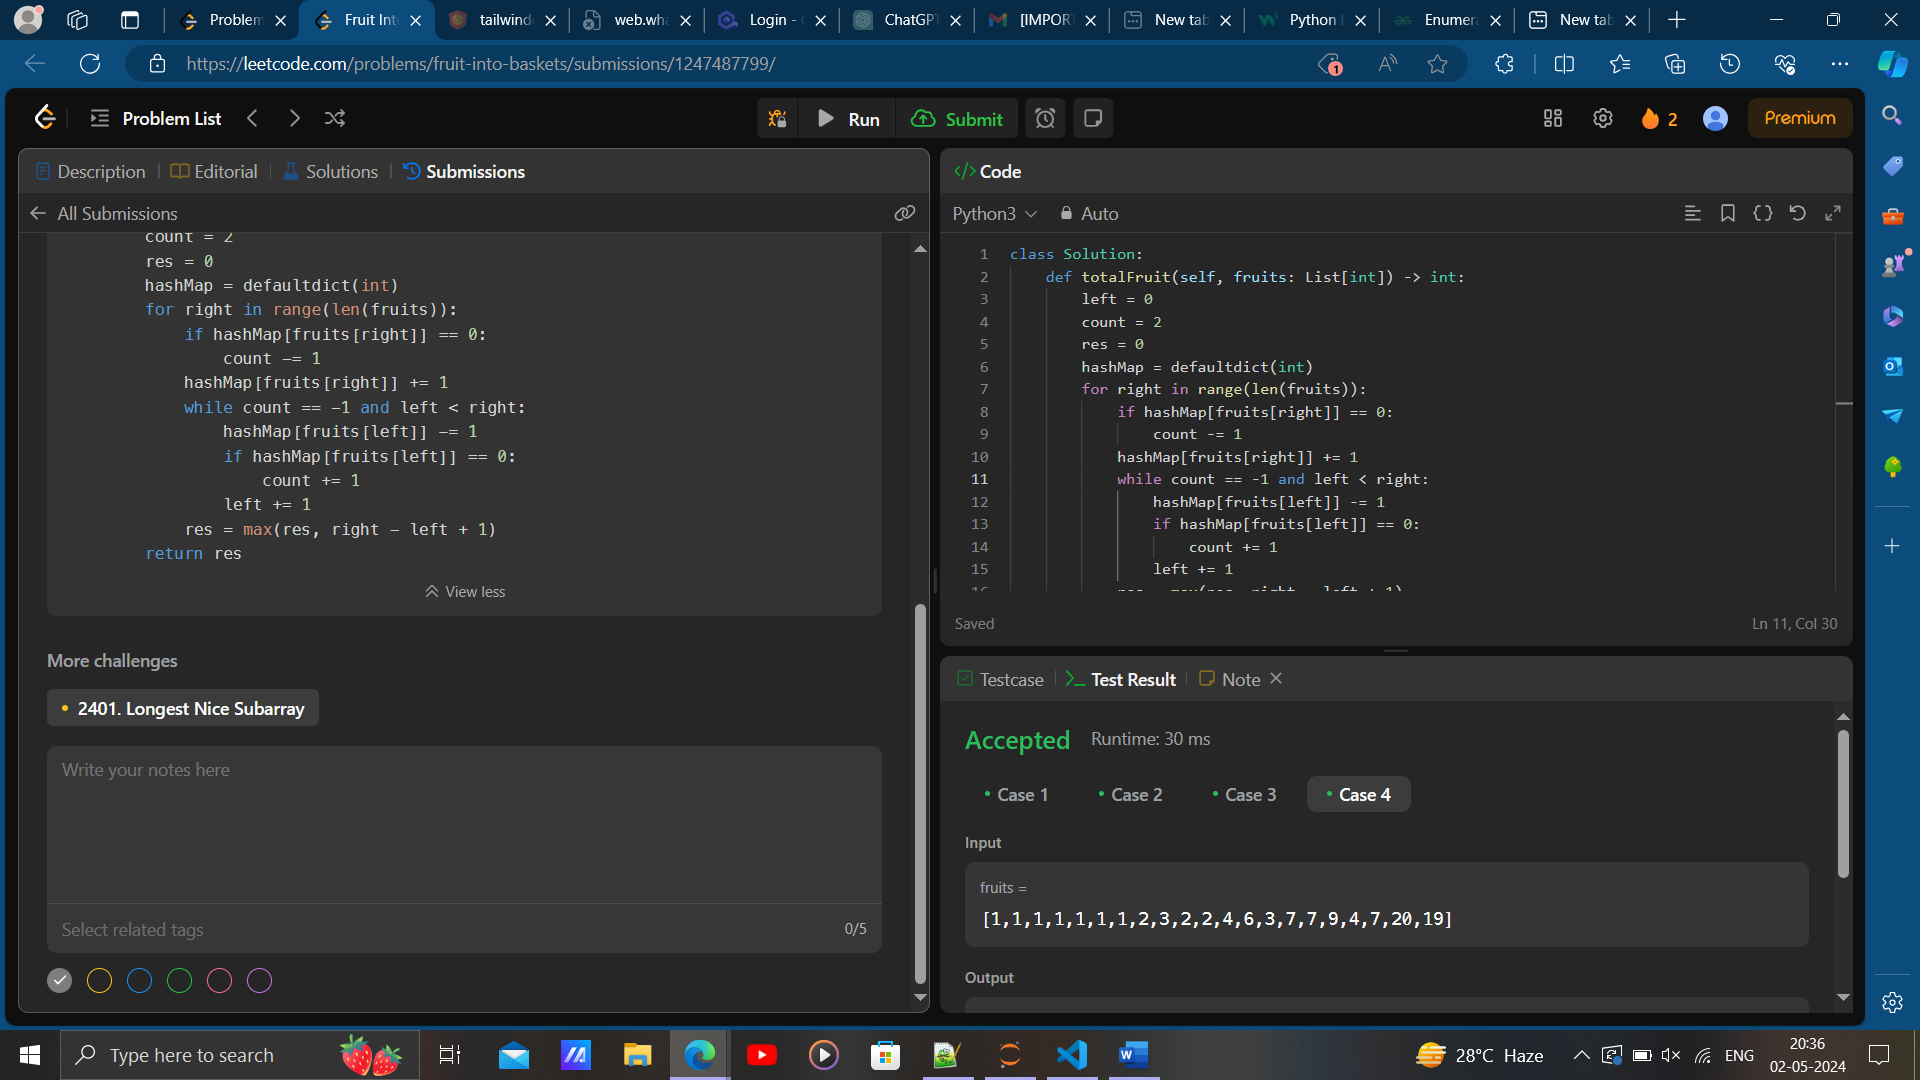 Problem
Fruit Int
tailwind
web.wha
Login -
ChatGPT
[IMPOR
New tab
Python
Enumera
New tab
https://leetcode.com/problems/fruit-into-baskets/submissions/1247487799/
1
Problem List
Run
Submit
2
Premium
Description
Editorial
Solutions
Submissions
All Submissions
count = 2
res = 0
hashMap = defaultdict(int)
for right in range(len(fruits)):
if hashMap[fruits[right]] == 0:
count -= 1
hashMap[fruits[right]] += 1
while count == -1 and left < right:
hashMap[fruits[left]] -= 1
if hashMap[fruits[left]] == 0:
count += 1
left += 1
res = max(res, right - left + 1)
return res
View less
More challenges
2401. Longest Nice Subarray
Write your notes here
Select related tags
0/5
</> Code
Python3
Auto
1 class Solution:
2 def totalFruit(self, fruits: List[int]) -> int:
3 left = 0
4 count = 2
5 res = 0
6 hashMap = defaultdict(int)
7 for right in range(len(fruits)):
8 if hashMap[fruits[right]] == 0:
9 count -= 1
10 hashMap[fruits[right]] += 1
11 while count == -1 and left < right:
12 hashMap[fruits[left]] -= 1
13 if hashMap[fruits[left]] == 0:
14 count += 1
15 left += 1
16 res = max(res, right - left + 1)
Saved
Ln 11, Col 30
Testcase
Test Result
Note
Accepted
Runtime: 30 ms
Case 1
Case 2
Case 3
Case 4
Input
fruits =
[1,1,1,1,1,1,1,2,3,2,2,4,6,3,7,7,9,4,7,20,19]
Output
Type here to search
28°C Haze
ENG
20:36
02-05-2024